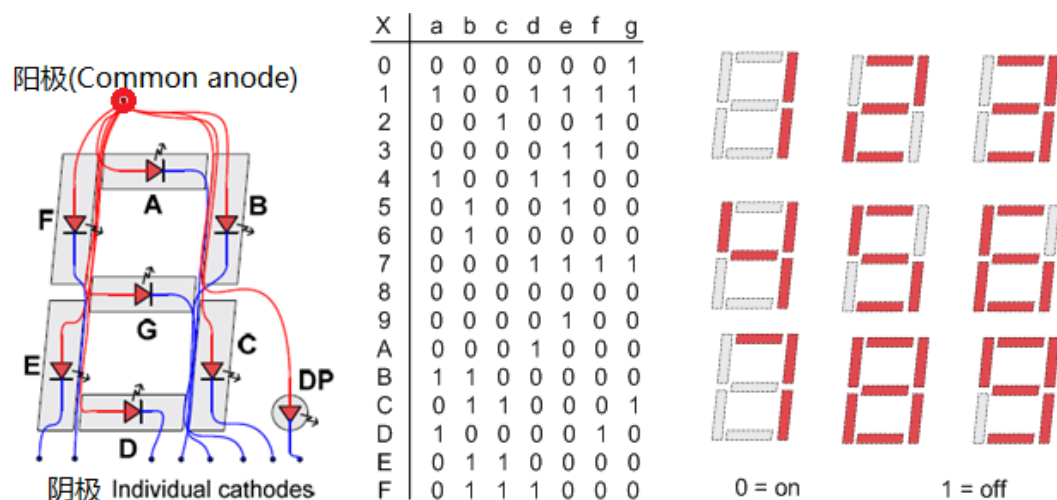 阳极(Common anode)
A
F
B
G
E
C
DP
D
阴极 Individual cathodes
X a b c d e f g
0 0 0 0 0 0 0 1
1 1 0 0 1 1 1 1
2 0 0 1 0 0 1 0
3 0 0 0 0 1 1 0
4 1 0 0 1 1 0 0
5 0 1 0 0 1 0 0
6 0 1 0 0 0 0 0
7 0 0 0 1 1 1 1
8 0 0 0 0 0 0 0
9 0 0 0 0 1 0 0
A 0 0 0 1 0 0 0
B 1 1 0 0 0 0 0
C 0 1 1 0 0 0 1
D 1 0 0 0 0 1 0
E 0 1 1 0 0 0 0
F 0 1 1 1 0 0 0
0 = on
1 = off